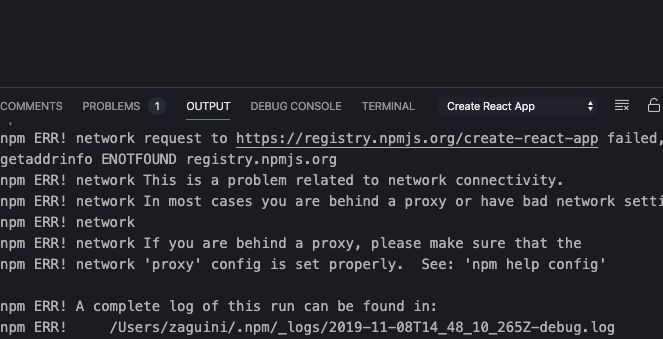 COMMENTS PROBLEMS 1 OUTPUT DEBUG CONSOLE TERMINAL Create React App
npm ERR! network request to https://registry.npmjs.org/create-react-app failed,
getaddrinfo ENOTFOUND registry.npmjs.org
npm ERR! network This is a problem related to network connectivity.
npm ERR! network In most cases you are behind a proxy or have bad network setti
npm ERR! network
npm ERR! network If you are behind a proxy, please make sure that the
npm ERR! network 'proxy' config is set properly.  See: 'npm help config'
npm ERR! A complete log of this run can be found in:
npm ERR!     /Users/zaguini/.npm/_logs/2019-11-08T14_48_10_265Z-debug.log